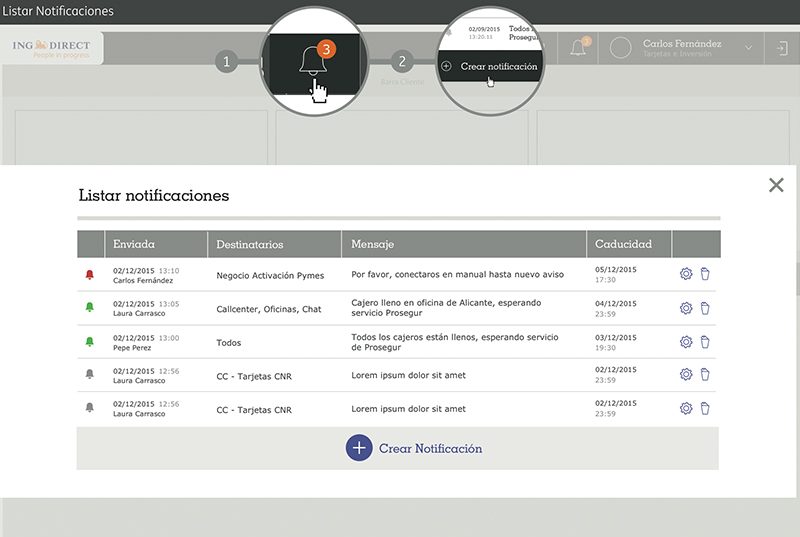 Listar Notificaciones
ING DIRECT
People in progress
1
3
2
02/09/2015
13:20:11
Todos
Prosegur
Crear notificación
Barra Cliente
3
Carlos Fernández
Tarjetas e Inversión
Listar notificaciones
Enviada Destinatarios Mensaje Caducidad
02/12/2015 13:10
Carlos Fernández
Negocio Activación Pymes
Por favor, conectaros en manual hasta nuevo aviso
05/12/2015
17:30
02/12/2015 13:05
Laura Carrasco
Callcenter, Oficinas, Chat
Cajero lleno en oficina de Alicante, esperando
servicio Prosegur
04/12/2015
23:59
02/12/2015 13:00
Pepe Perez
Todos
Todos los cajeros están llenos, esperando servicio
de Prosegur
03/12/2015
19:30
02/12/2015 12:56
Laura Carrasco
CC - Tarjetas CNR
Lorem ipsum dolor sit amet
02/12/2015
23:59
02/12/2015 12:56
Laura Carrasco
CC - Tarjetas CNR
Lorem ipsum dolor sit amet
02/12/2015
23:59
Crear Notificación